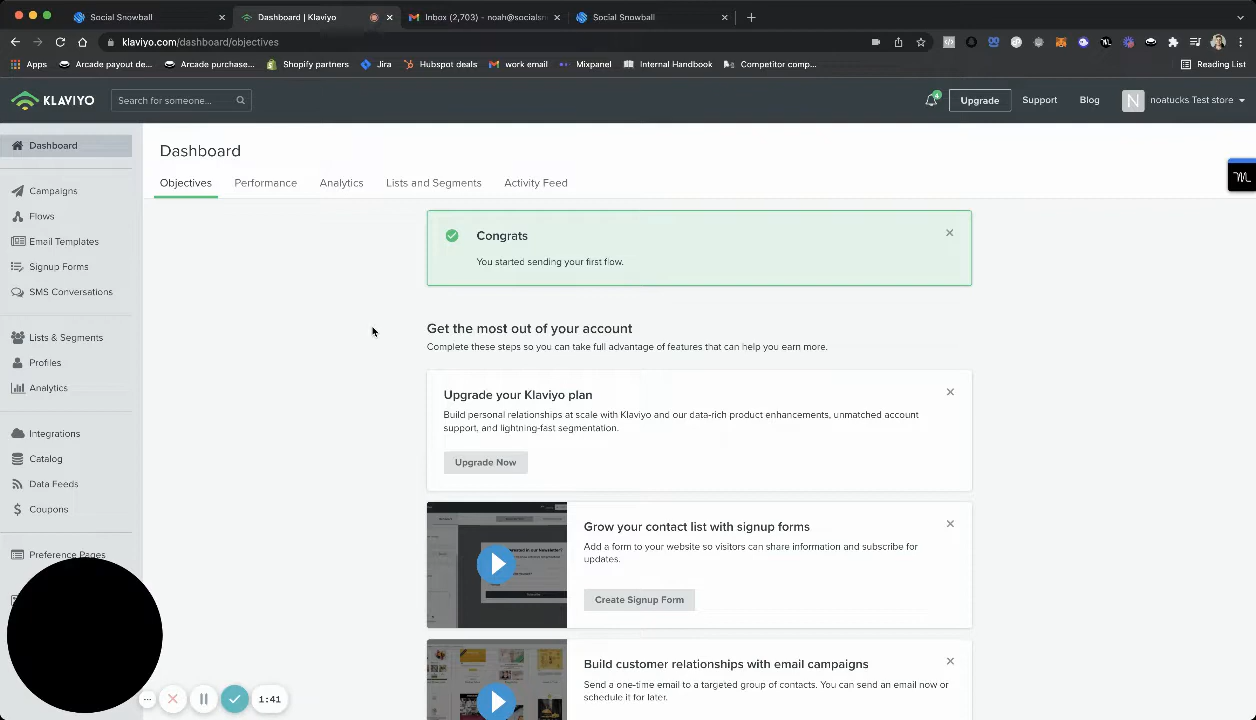 Social Snowball
Dashboard | Klaviyo
Inbox (2,703) - noah@socialsn
Social Snowball
klaviyo.com/dashboard/objectives
Apps
Arcade payout de...
Arcade purchase...
Shopify partners
Jira
Hubspot deals
work email
Mixpanel
Internal Handbook
Competitor comp...
Reading List
KLAVIYO
Search for someone...
4
Upgrade
Support
Blog
N
noatucks Test store
Dashboard
Campaigns
Flows
Email Templates
Signup Forms
SMS Conversations
Lists & Segments
Profiles
Analytics
Integrations
Catalog
Data Feeds
Coupons
Preference Pages
Dashboard
Objectives
Performance
Analytics
Lists and Segments
Activity Feed
Congrats
You started sending your first flow.
Get the most out of your account
Complete these steps so you can take full advantage of features that can help you earn more.
Upgrade your Klaviyo plan
Build personal relationships at scale with Klaviyo and our data-rich product enhancements, unmatched account
support, and lightning-fast segmentation.
Upgrade Now
Grow your contact list with signup forms
Add a form to your website so visitors can share information and subscribe for
updates.
Create Signup Form
Build customer relationships with email campaigns
Send a one-time email to a targeted group of contacts. You can send an email now or
schedule it for later.
1:41